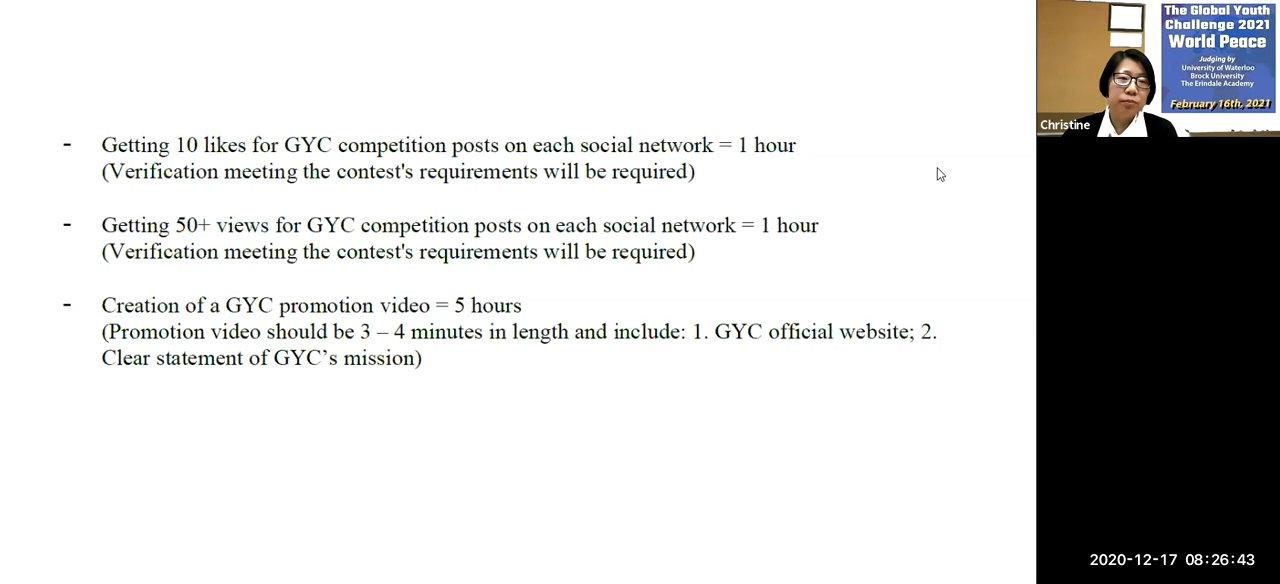 - Getting 10 likes for GYC competition posts on each social network = 1 hour
(Verification meeting the contest's requirements will be required)
- Getting 50+ views for GYC competition posts on each social network = 1 hour
(Verification meeting the contest's requirements will be required)
- Creation of a GYC promotion video = 5 hours
(Promotion video should be 3 – 4 minutes in length and include: 1. GYC official website; 2.
Clear statement of GYC’s mission)
The Global Youth
Challenge 2021
World Peace
Judging by
University of Waterloo
Brock University
The Erindale Academy
February 16th, 2021
Christine
2020-12-17 08:26:43